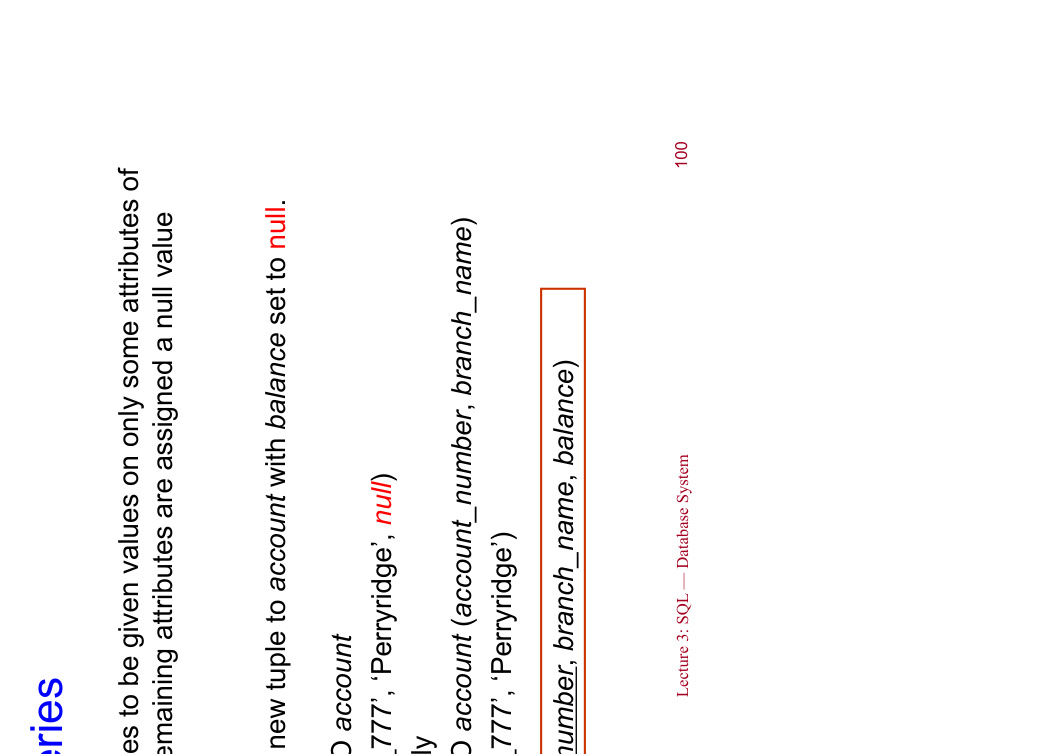 eries
es to be given values on only some attributes of
emaining attributes are assigned a null value
new tuple to account with balance set to null.
O account
_777’, ‘Perryridge’, null)
ly
O account (account_number, branch_name)
_777’, ‘Perryridge’)
number, branch_name, balance)
Lecture 3: SQL — Database System 100